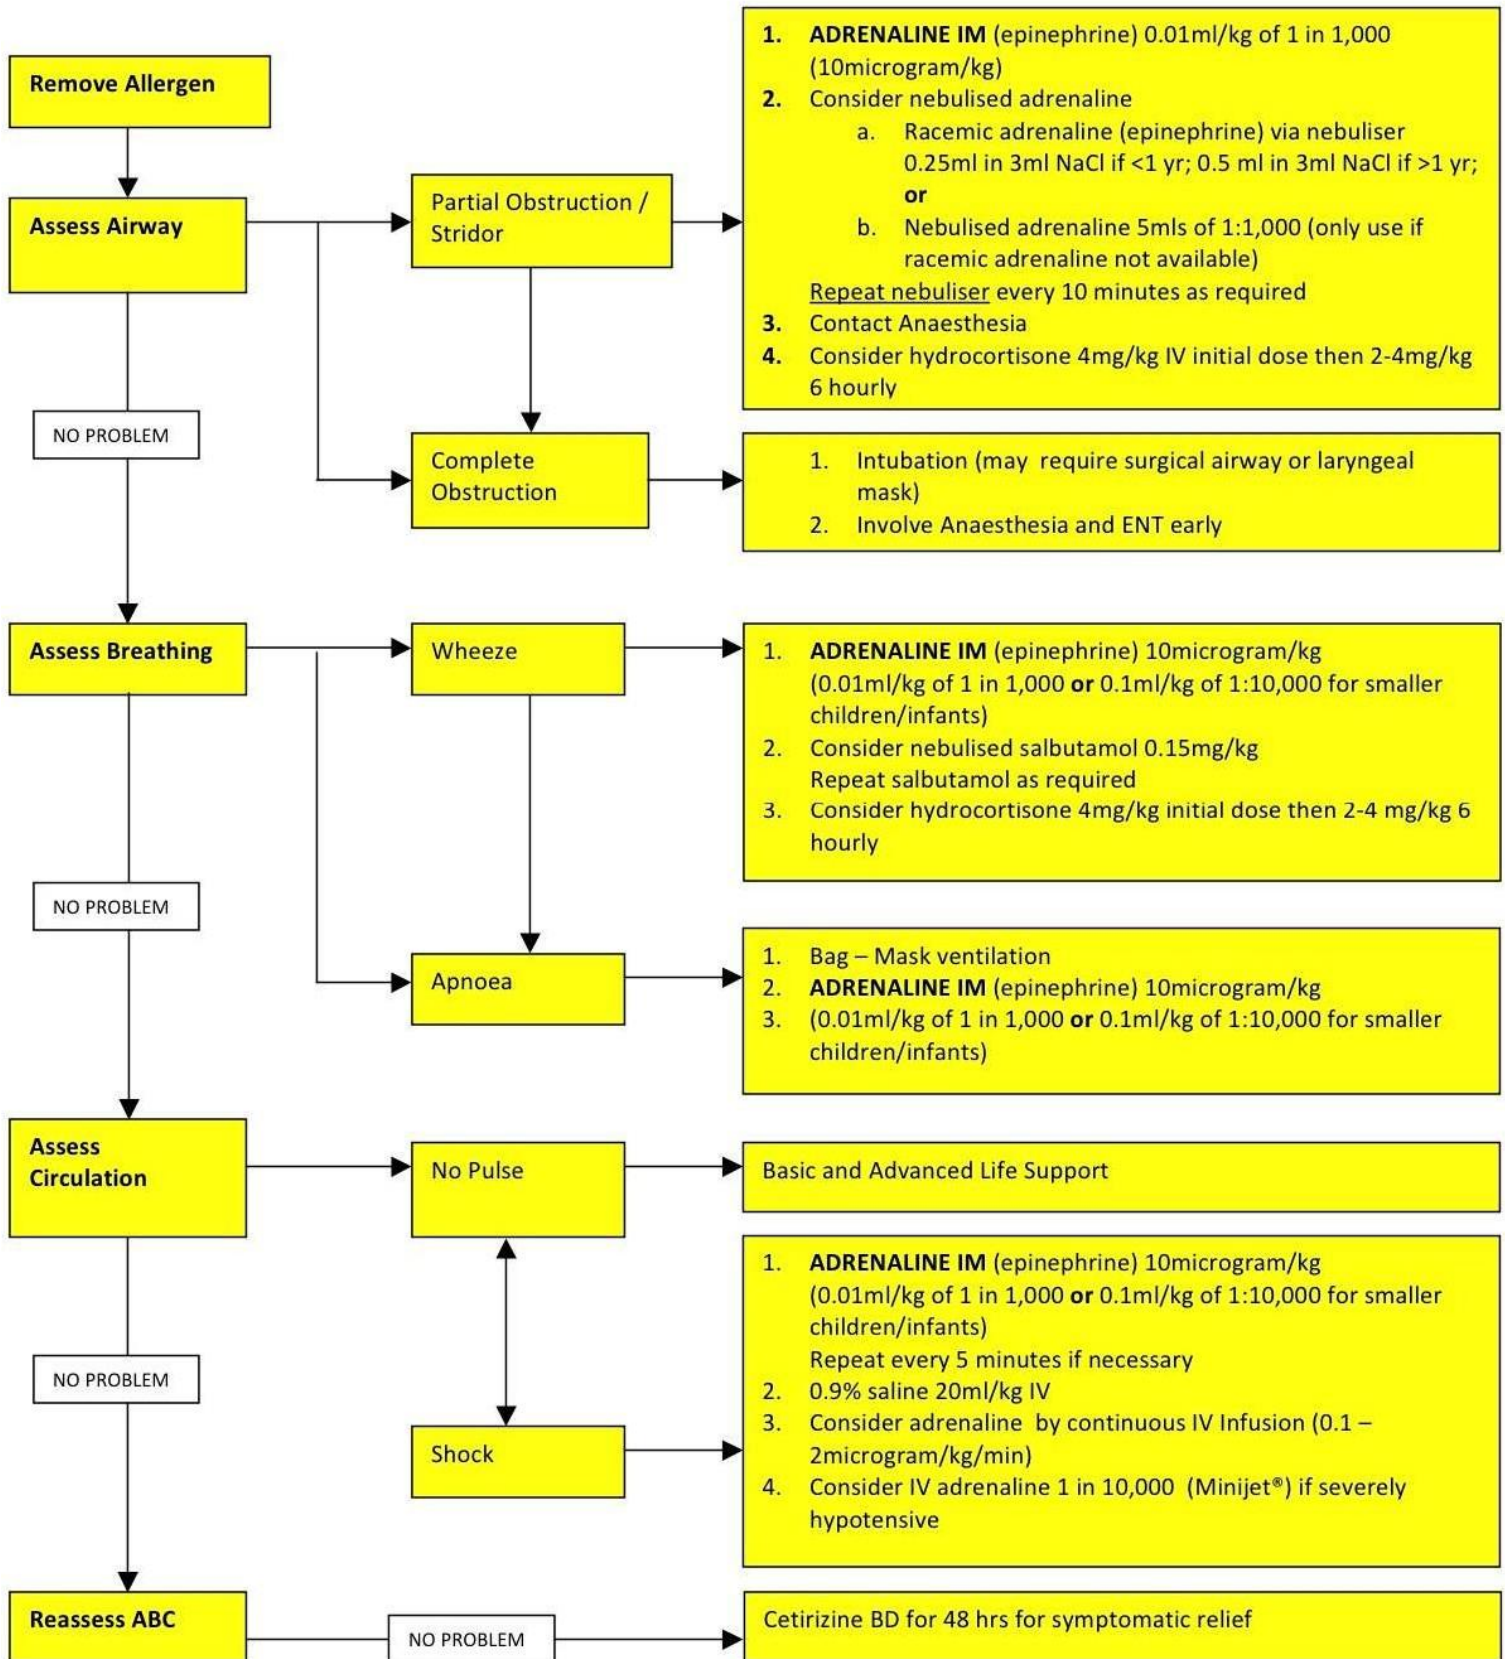 Remove Allergen
Assess Airway
Partial Obstruction /
Stridor
1. ADRENALINE IM (epinephrine) 0.01ml/kg of 1 in 1,000
(10microgram/kg)
2. Consider nebulised adrenaline
a. Racemic adrenaline (epinephrine) via nebuliser
0.25ml in 3ml NaCl if <1 yr; 0.5 ml in 3ml NaCl if >1 yr;
or
b. Nebulised adrenaline 5mls of 1:1,000 (only use if
racemic adrenaline not available)
Repeat nebuliser every 10 minutes as required
3. Contact Anaesthesia
4. Consider hydrocortisone 4mg/kg IV initial dose then 2-4mg/kg
6 hourly
NO PROBLEM
Complete
Obstruction
1. Intubation (may require surgical airway or laryngeal
mask)
2. Involve Anaesthesia and ENT early
Assess Breathing
Wheeze
1. ADRENALINE IM (epinephrine) 10microgram/kg
(0.01ml/kg of 1 in 1,000 or 0.1ml/kg of 1:10,000 for smaller
children/infants)
2. Consider nebulised salbutamol 0.15mg/kg
Repeat salbutamol as required
3. Consider hydrocortisone 4mg/kg initial dose then 2-4 mg/kg 6
hourly
NO PROBLEM
Apnoea
1. Bag – Mask ventilation
2. ADRENALINE IM (epinephrine) 10microgram/kg
3. (0.01ml/kg of 1 in 1,000 or 0.1ml/kg of 1:10,000 for smaller
children/infants)
Assess
Circulation
No Pulse
Basic and Advanced Life Support
NO PROBLEM
Shock
1. ADRENALINE IM (epinephrine) 10microgram/kg
(0.01ml/kg of 1 in 1,000 or 0.1ml/kg of 1:10,000 for smaller
children/infants)
Repeat every 5 minutes if necessary
2. 0.9% saline 20ml/kg IV
3. Consider adrenaline by continuous IV Infusion (0.1 –
2microgram/kg/min)
4. Consider IV adrenaline 1 in 10,000 (Minijet®) if severely
hypotensive
Reassess ABC
NO PROBLEM
Cetirizine BD for 48 hrs for symptomatic relief